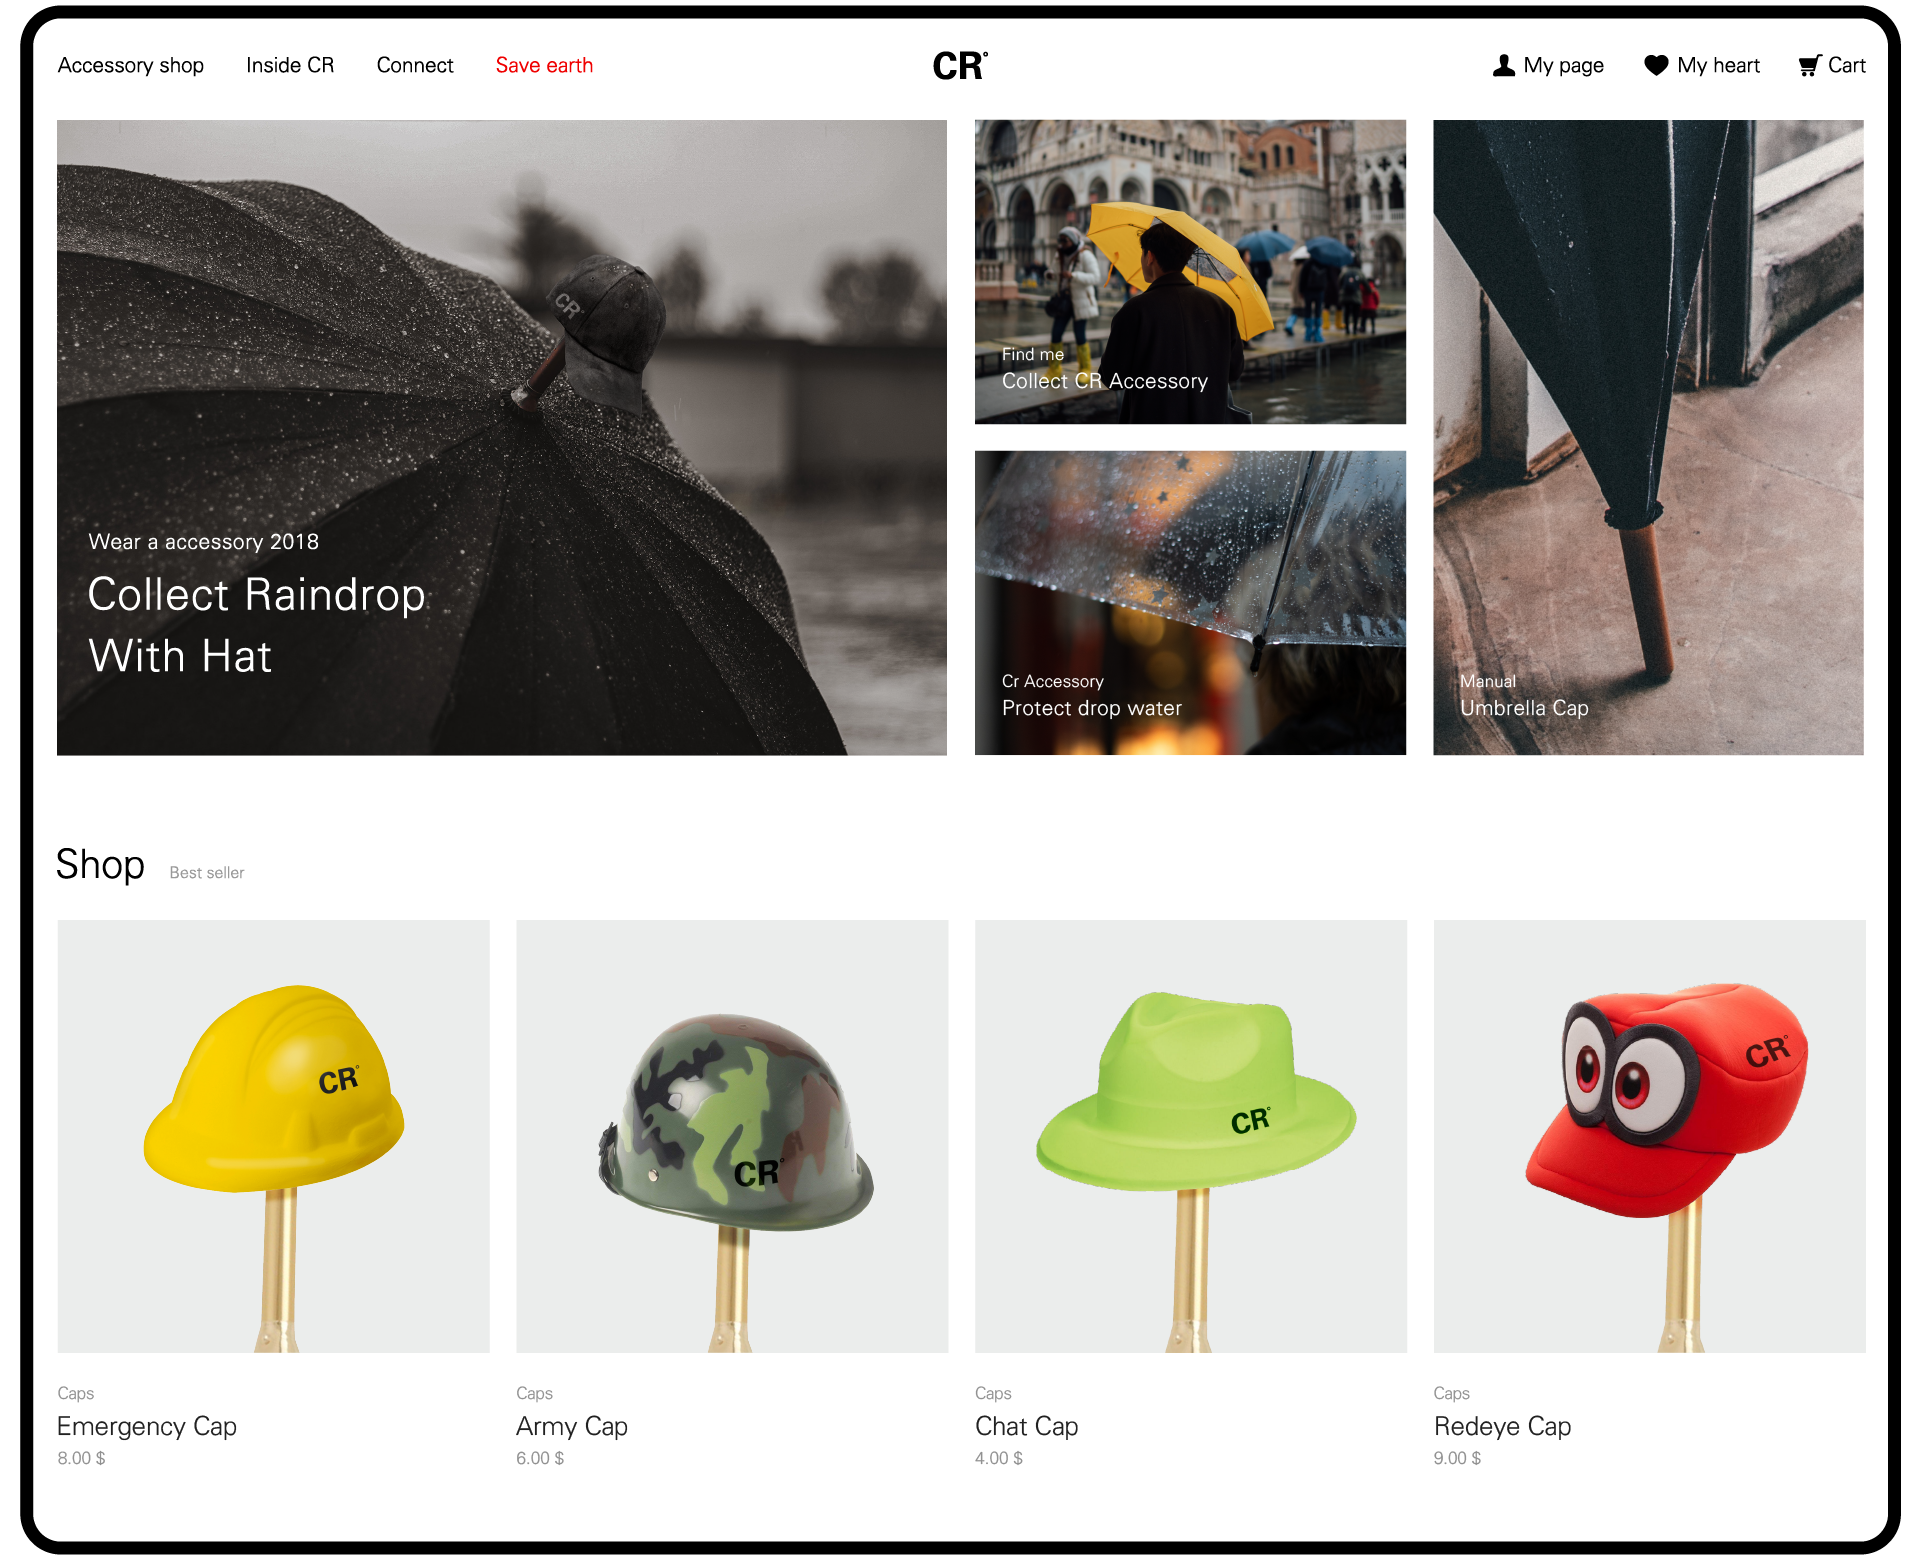 Accessory shop
Inside CR
Connect
Save earth
CR°
My page
My heart
Cart
CR
Wear a accessory 2018
Collect Raindrop
With Hat
Find me
Collect CR Accessory
Cr Accessory
Protect drop water
Manual
Umbrella Cap
Shop
Best seller
CR°
CR°
CR°
CR°
Caps
Emergency Cap
8.00 $
Caps
Army Cap
6.00 $
Caps
Chat Cap
4.00 $
Caps
Redeye Cap
9.00 $